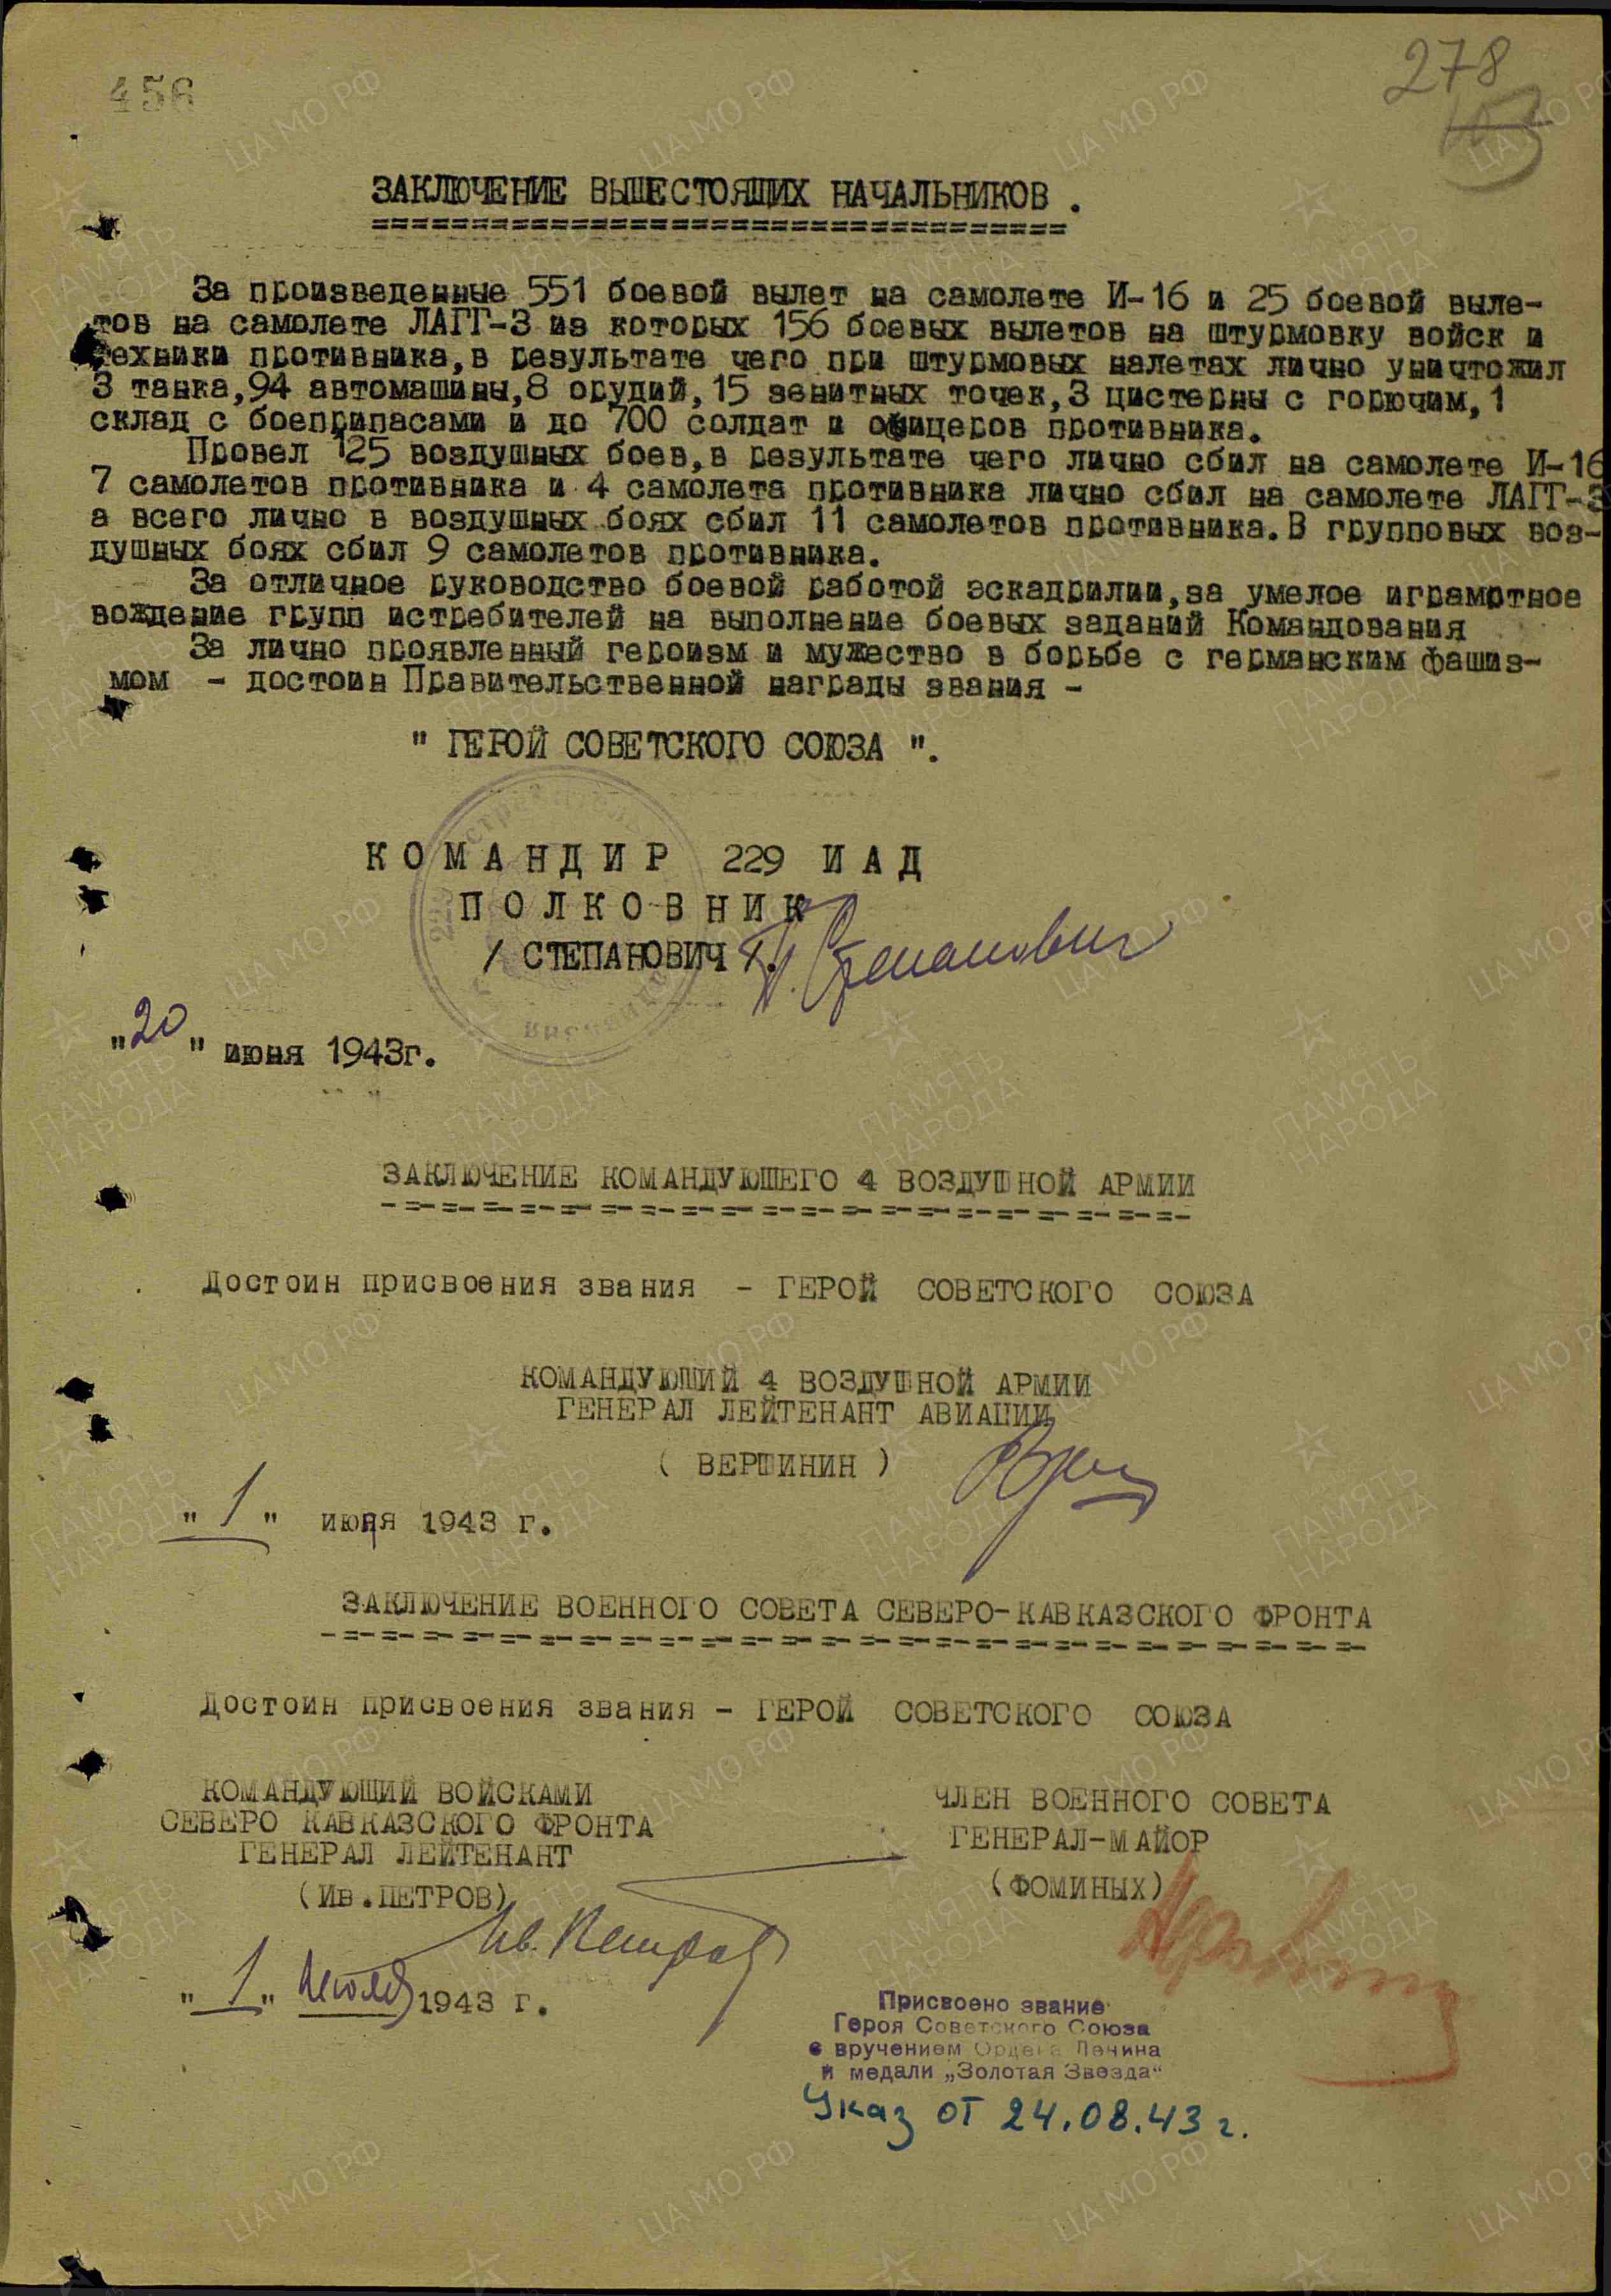 456
278
ЗАКЛЮЧЕНИЕ ВЫШЕСТОЯЩИХ НАЧАЛЬНИКОВ .
За произведенные 551 боевой вылет на самолете И-16 и 25 боевой выле-
тов на самолете ЛАГГ-3 из которых 156 боевых вылетов на штурмовку войск и
техники противника,в результате чего при штурмовых налетах лично уничтожил
3 танка,94 автомашины,8 орудий,15 зенитных точек,3 цистерны с горючим,1
склад с боеприпасами и до 700 солдат и офицеров противника.
Провел 125 воздушных боев,в результате чего лично сбил на самолете И-16
7 самолетов противника и 4 самолета противника лично сбил на самолете ЛАГГ-3
а всего лично в воздушных боях сбил 11 самолетов противника.В групповых воз-
душных боях сбил 9 самолетов противника.
За отличное руководство боевой работой эскадрилии,за умелое играмотное
вождение групп истребителей на выполнение боевых заданий Командования
За лично проявленный героизм и мужество в борьбе с германским фашиз-
мом - достоин Правительственной награды звания -
" ГЕРОЙ СОВЕТСКОГО СОЮЗА ".
КОМАНДИР 229 ИАД
ПОЛКОВНИК
/ СТЕПАНОВИЧ /. Степанович
"20" июня 1943г.
ЗАКЛЮЧЕНИЕ КОМАНДУЮЩЕГО 4 ВОЗДУШНОЙ АРМИИ
Достоин присвоения звания - ГЕРОЙ СОВЕТСКОГО СОЮЗА
КОМАНДУЮЩИЙ 4 ВОЗДУШНОЙ АРМИИ
ГЕНЕРАЛ ЛЕЙТЕНАНТ АВИАЦИИ
( ВЕРШИНИН )
" 1 " июля 1943 г.
ЗАКЛЮЧЕНИЕ ВОЕННОГО СОВЕТА СЕВЕРО-КАВКАЗСКОГО ФРОНТА
Достоин присвоения звания - ГЕРОЙ СОВЕТСКОГО СОЮЗА
КОМАНДУЮЩИЙ ВОЙСКАМИ
СЕВЕРО КАВКАЗСКОГО ФРОНТА
ГЕНЕРАЛ ЛЕЙТЕНАНТ
(Ив.ПЕТРОВ)
Ив. Петров
ЧЛЕН ВОЕННОГО СОВЕТА
ГЕНЕРАЛ-МАЙОР
(ФОМИНЫХ)
" 1 " Июля 1943 г.
Присвоено звание
Героя Советского Союза
с вручением Ордена Ленина
и медали „Золотая Звезда"
Указ от 24.08.43 г.
ЦА МО РФ
ПАМЯТЬ НАРОДА